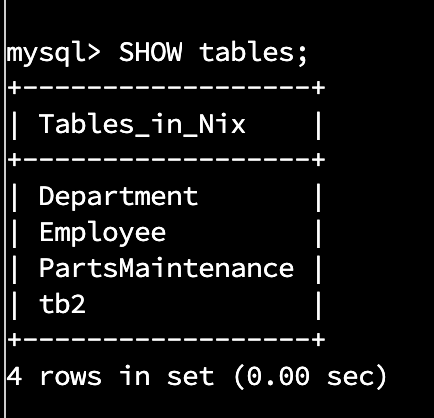 mysql> SHOW tables;
+------------------+
| Tables_in_Nix    |
+------------------+
| Department       |
| Employee         |
| PartsMaintenance |
| tb2              |
+------------------+
4 rows in set (0.00 sec)